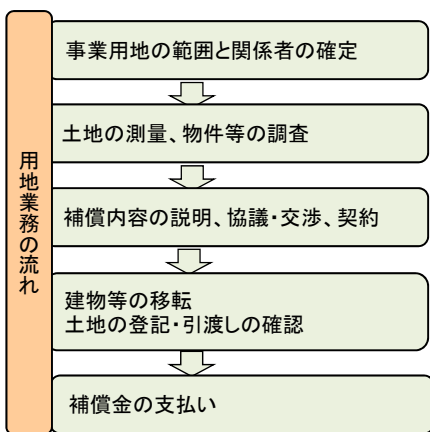 用地業務の流れ
事業用地の範囲と関係者の確定
土地の測量、物件等の調査
補償内容の説明、協議・交渉、契約
建物等の移転
土地の登記・引渡しの確認
補償金の支払い